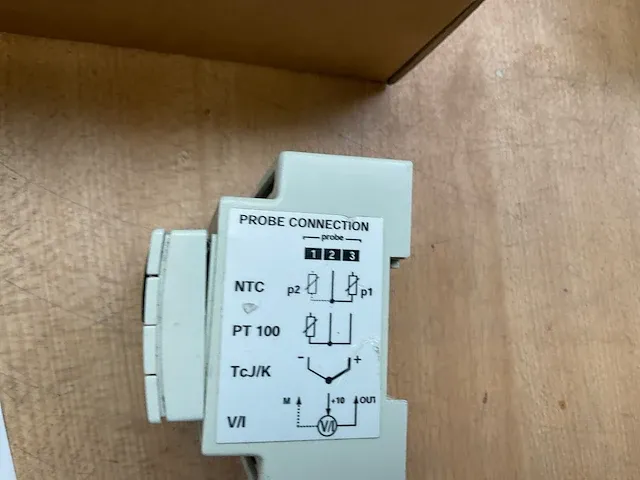 PROBE CONNECTION
probe
1 2 3
NTC p2 p1
PT 100
TcJ/K - +
M +10 OUT
V/I V/I